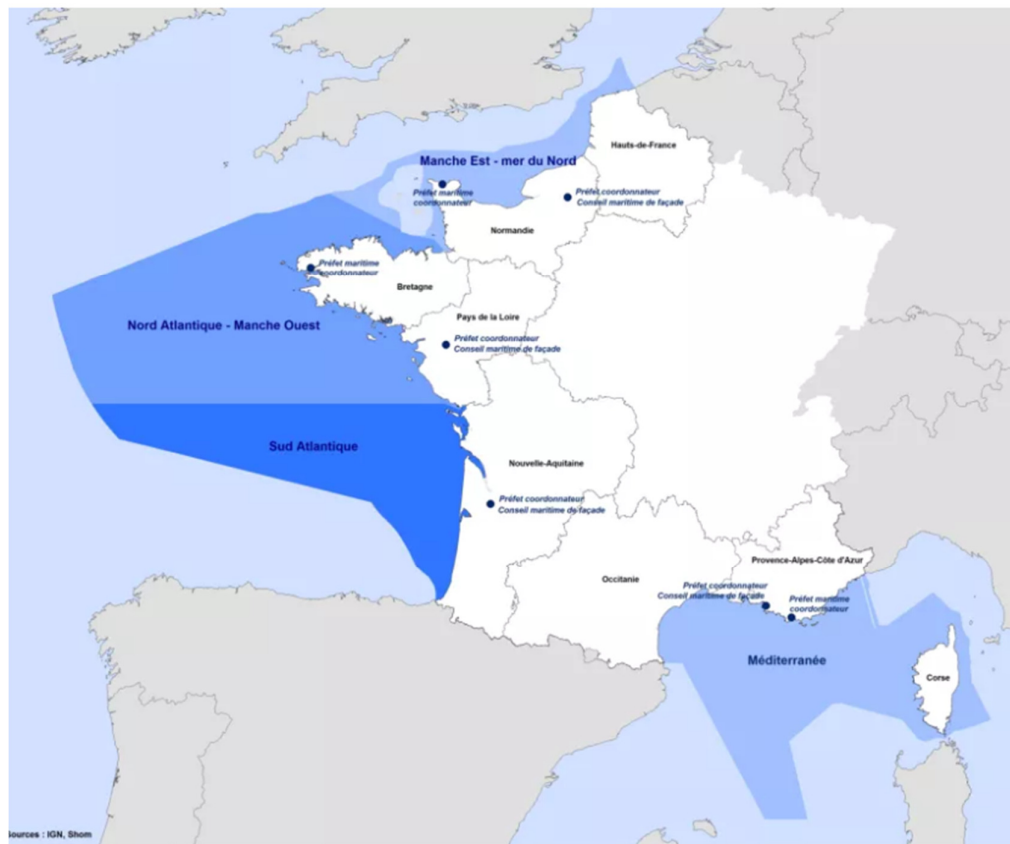 Hauts-de-France
Manche Est - mer du Nord
Préfet maritime
coordonnateur
Préfet coordonnateur
Conseil maritime de façade
Normandie
Préfet maritime
coordonnateur
Bretagne
Nord Atlantique - Manche Ouest
Pays de la Loire
Préfet coordonnateur
Conseil maritime de façade
Sud Atlantique
Nouvelle-Aquitaine
Préfet coordonnateur
Conseil maritime de façade
Provence-Alpes-Côte d'Azur
Occitanie
Préfet coordonnateur
Conseil maritime de façade
Préfet maritime
coordonnateur
Méditerranée
Corse
Sources : IGN, Shom